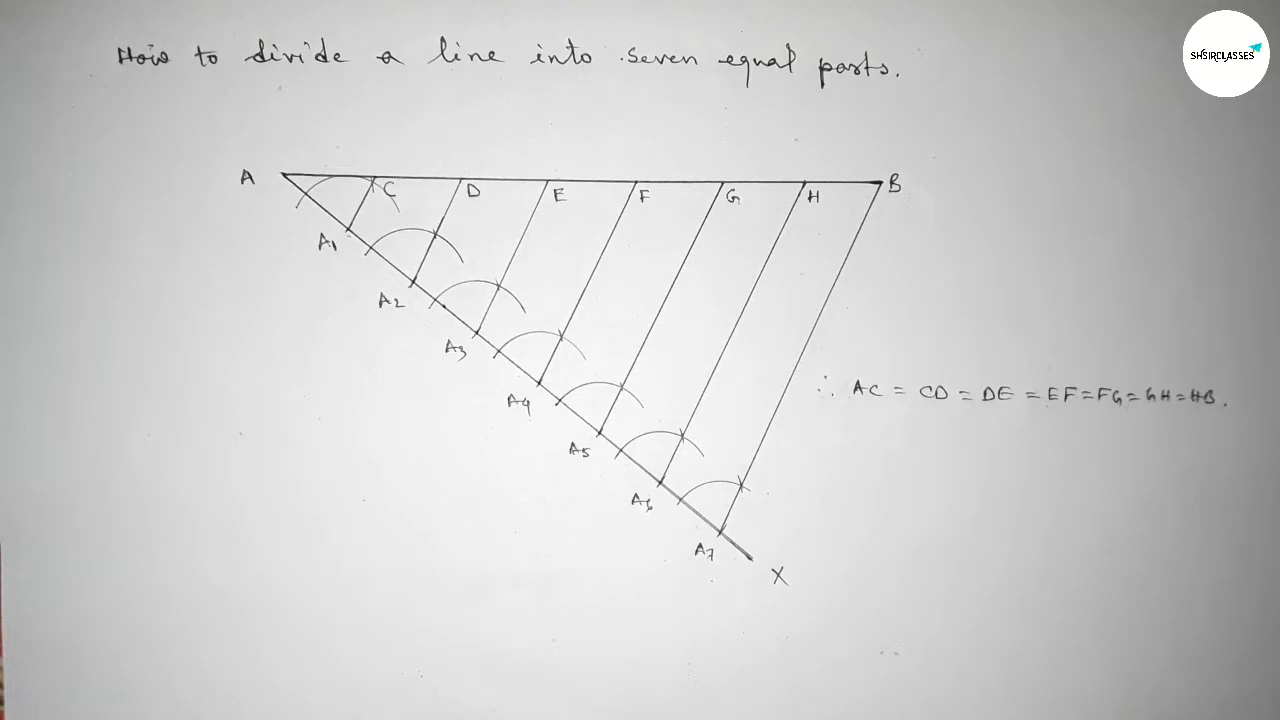 How to divide a line into seven equal parts.
SHSIRCLASSES
A
C
D
E
F
G
H
B
A1
A2
A3
A4
A5
A6
A7
X
∴ AC = CD = DE = EF = FG = GH = HB.